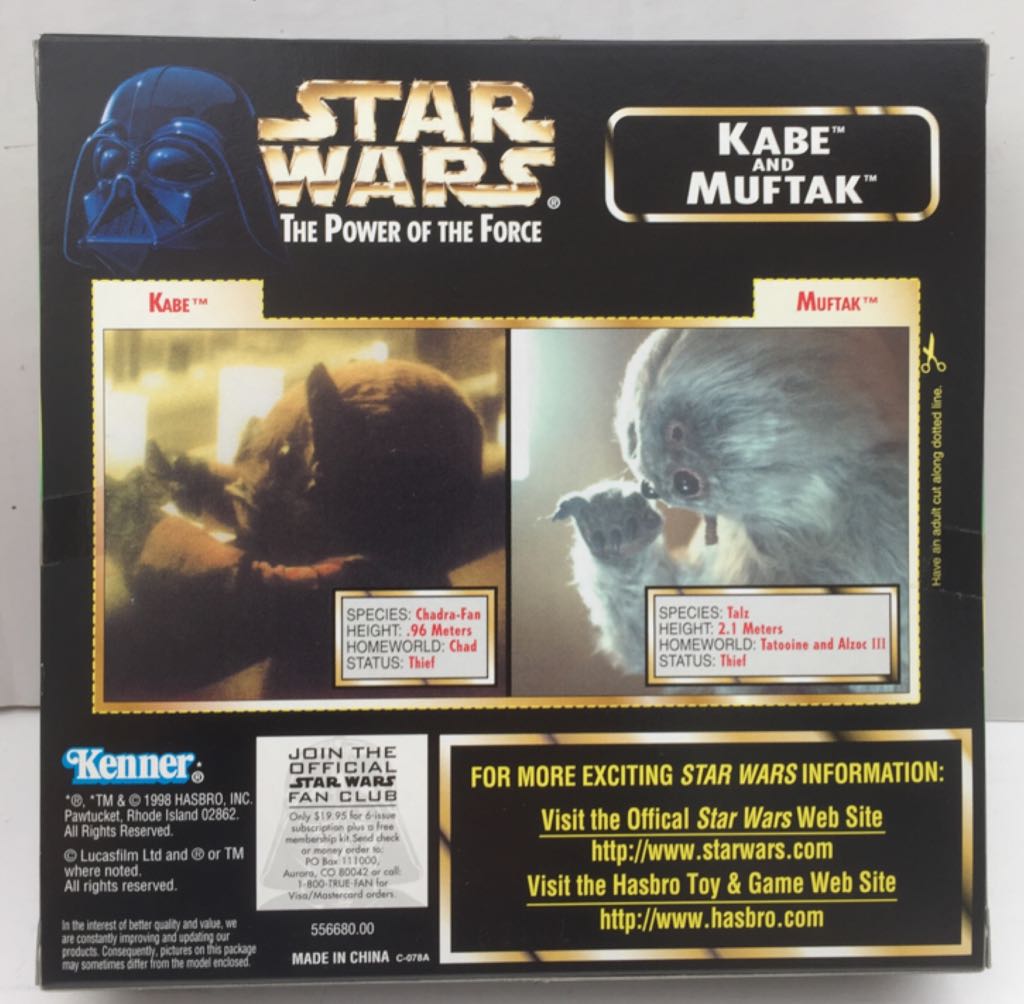 STAR
WARS®
THE POWER OF THE FORCE
KABE™
AND
MUFTAK™
KABE™
MUFTAK™
SPECIES: Chadra-Fan
HEIGHT: .96 Meters
HOMEWORLD: Chad
STATUS: Thief
SPECIES: Talz
HEIGHT: 2.1 Meters
HOMEWORLD: Tatooine and Alzoc III
STATUS: Thief
Have an adult cut along dotted line.
Kenner®
*®, *TM & © 1998 HASBRO, INC.
Pawtucket, Rhode Island 02862.
All Rights Reserved.
© Lucasfilm Ltd and ® or TM
where noted.
All rights reserved.
In the interest of better quality and value, we
are constantly improving and updating our
products. Consequently, pictures on this package
may sometimes differ from the model enclosed.
JOIN THE
OFFICIAL
STAR WARS
FAN CLUB
Only $19.95 for 6-issue
subscription plus a free
membership kit. Send check
or money order to:
PO Box 111000,
Aurora, CO 80042 or call:
1-800-TRUE-FAN for
Visa/Mastercard orders.
556680.00
MADE IN CHINA C-078A
FOR MORE EXCITING STAR WARS INFORMATION:
Visit the Offical Star Wars Web Site
http://www.starwars.com
Visit the Hasbro Toy & Game Web Site
http://www.hasbro.com